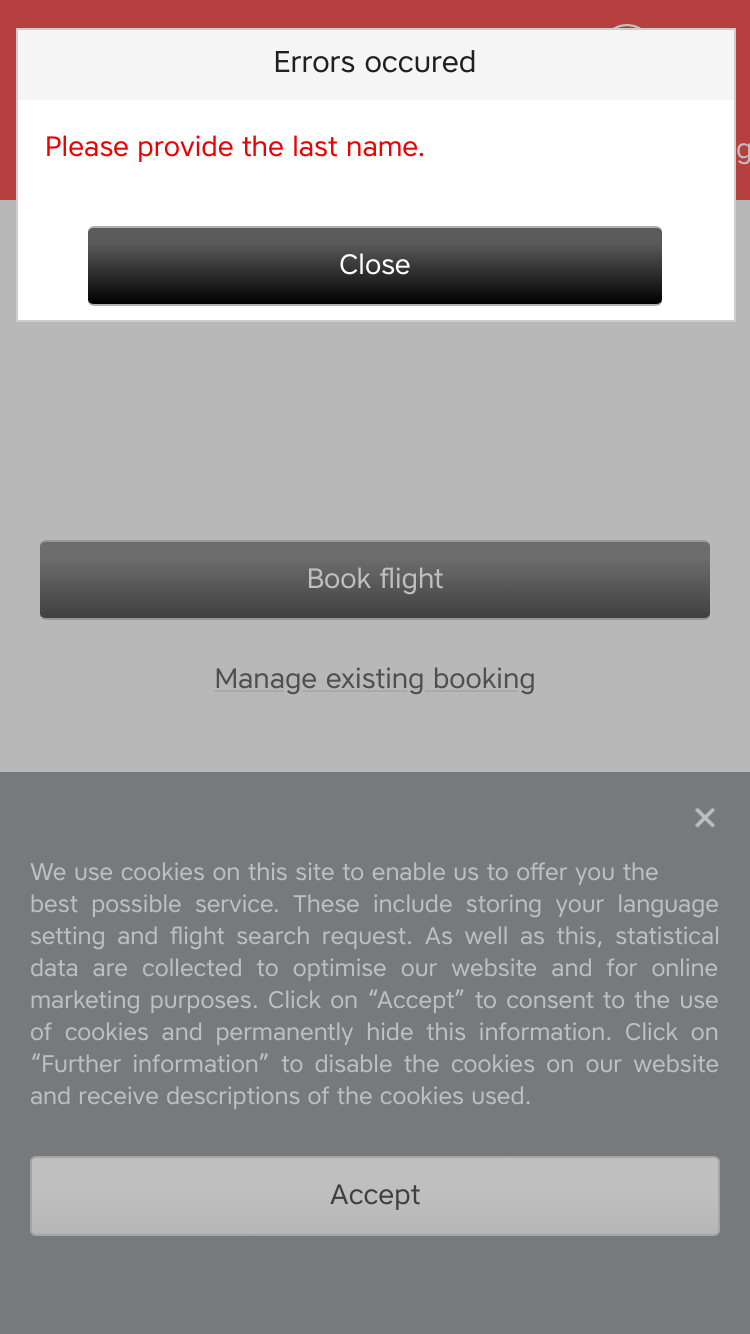 Errors occured
Please provide the last name.
Close
g
Book flight
Manage existing booking
We use cookies on this site to enable us to offer you the
best possible service. These include storing your language
setting and flight search request. As well as this, statistical
data are collected to optimise our website and for online
marketing purposes. Click on “Accept” to consent to the use
of cookies and permanently hide this information. Click on
“Further information” to disable the cookies on our website
and receive descriptions of the cookies used.
Accept